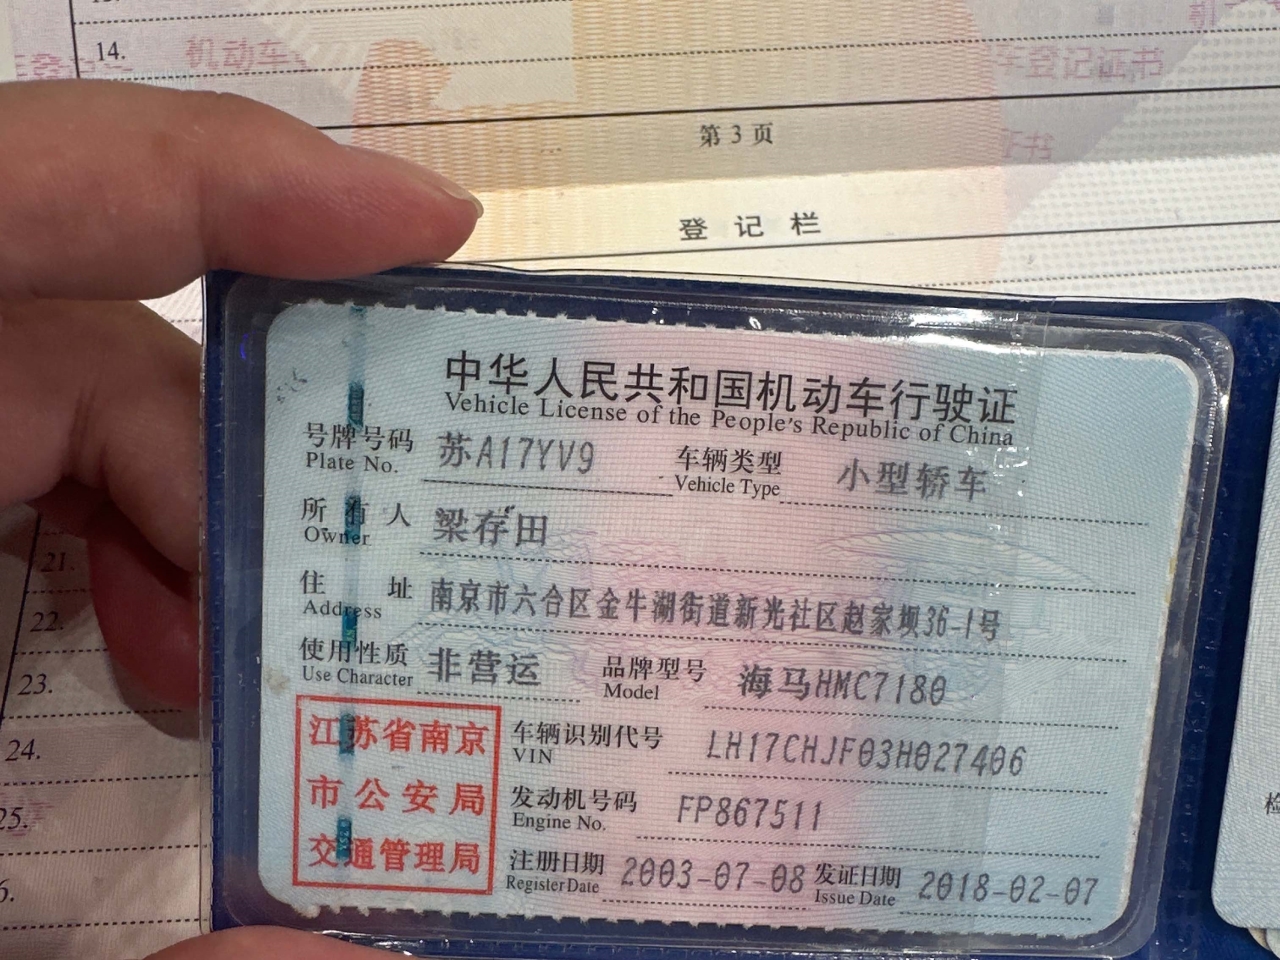 14.
机动车
车登记证书
第 3 页
证书
登 记 栏
中华人民共和国机动车行驶证
Vehicle License of the People's Republic of China
号牌号码 苏A17YV9 车辆类型 小型轿车
Plate No. Vehicle Type
所有人 梁存田
Owner
住 址 南京市六合区金牛湖街道新光社区赵家坝36-1号
Address
使用性质 非营运 品牌型号 海马HMC7180
Use Character Model
江苏省南京
市公安局
交通管理局
车辆识别代号 LH17CHJF03H027406
VIN
发动机号码 FP867511
Engine No.
注册日期 2003-07-08 发证日期 2018-02-07
Register Date Issue Date
21.
22.
23.
24.
25.
检